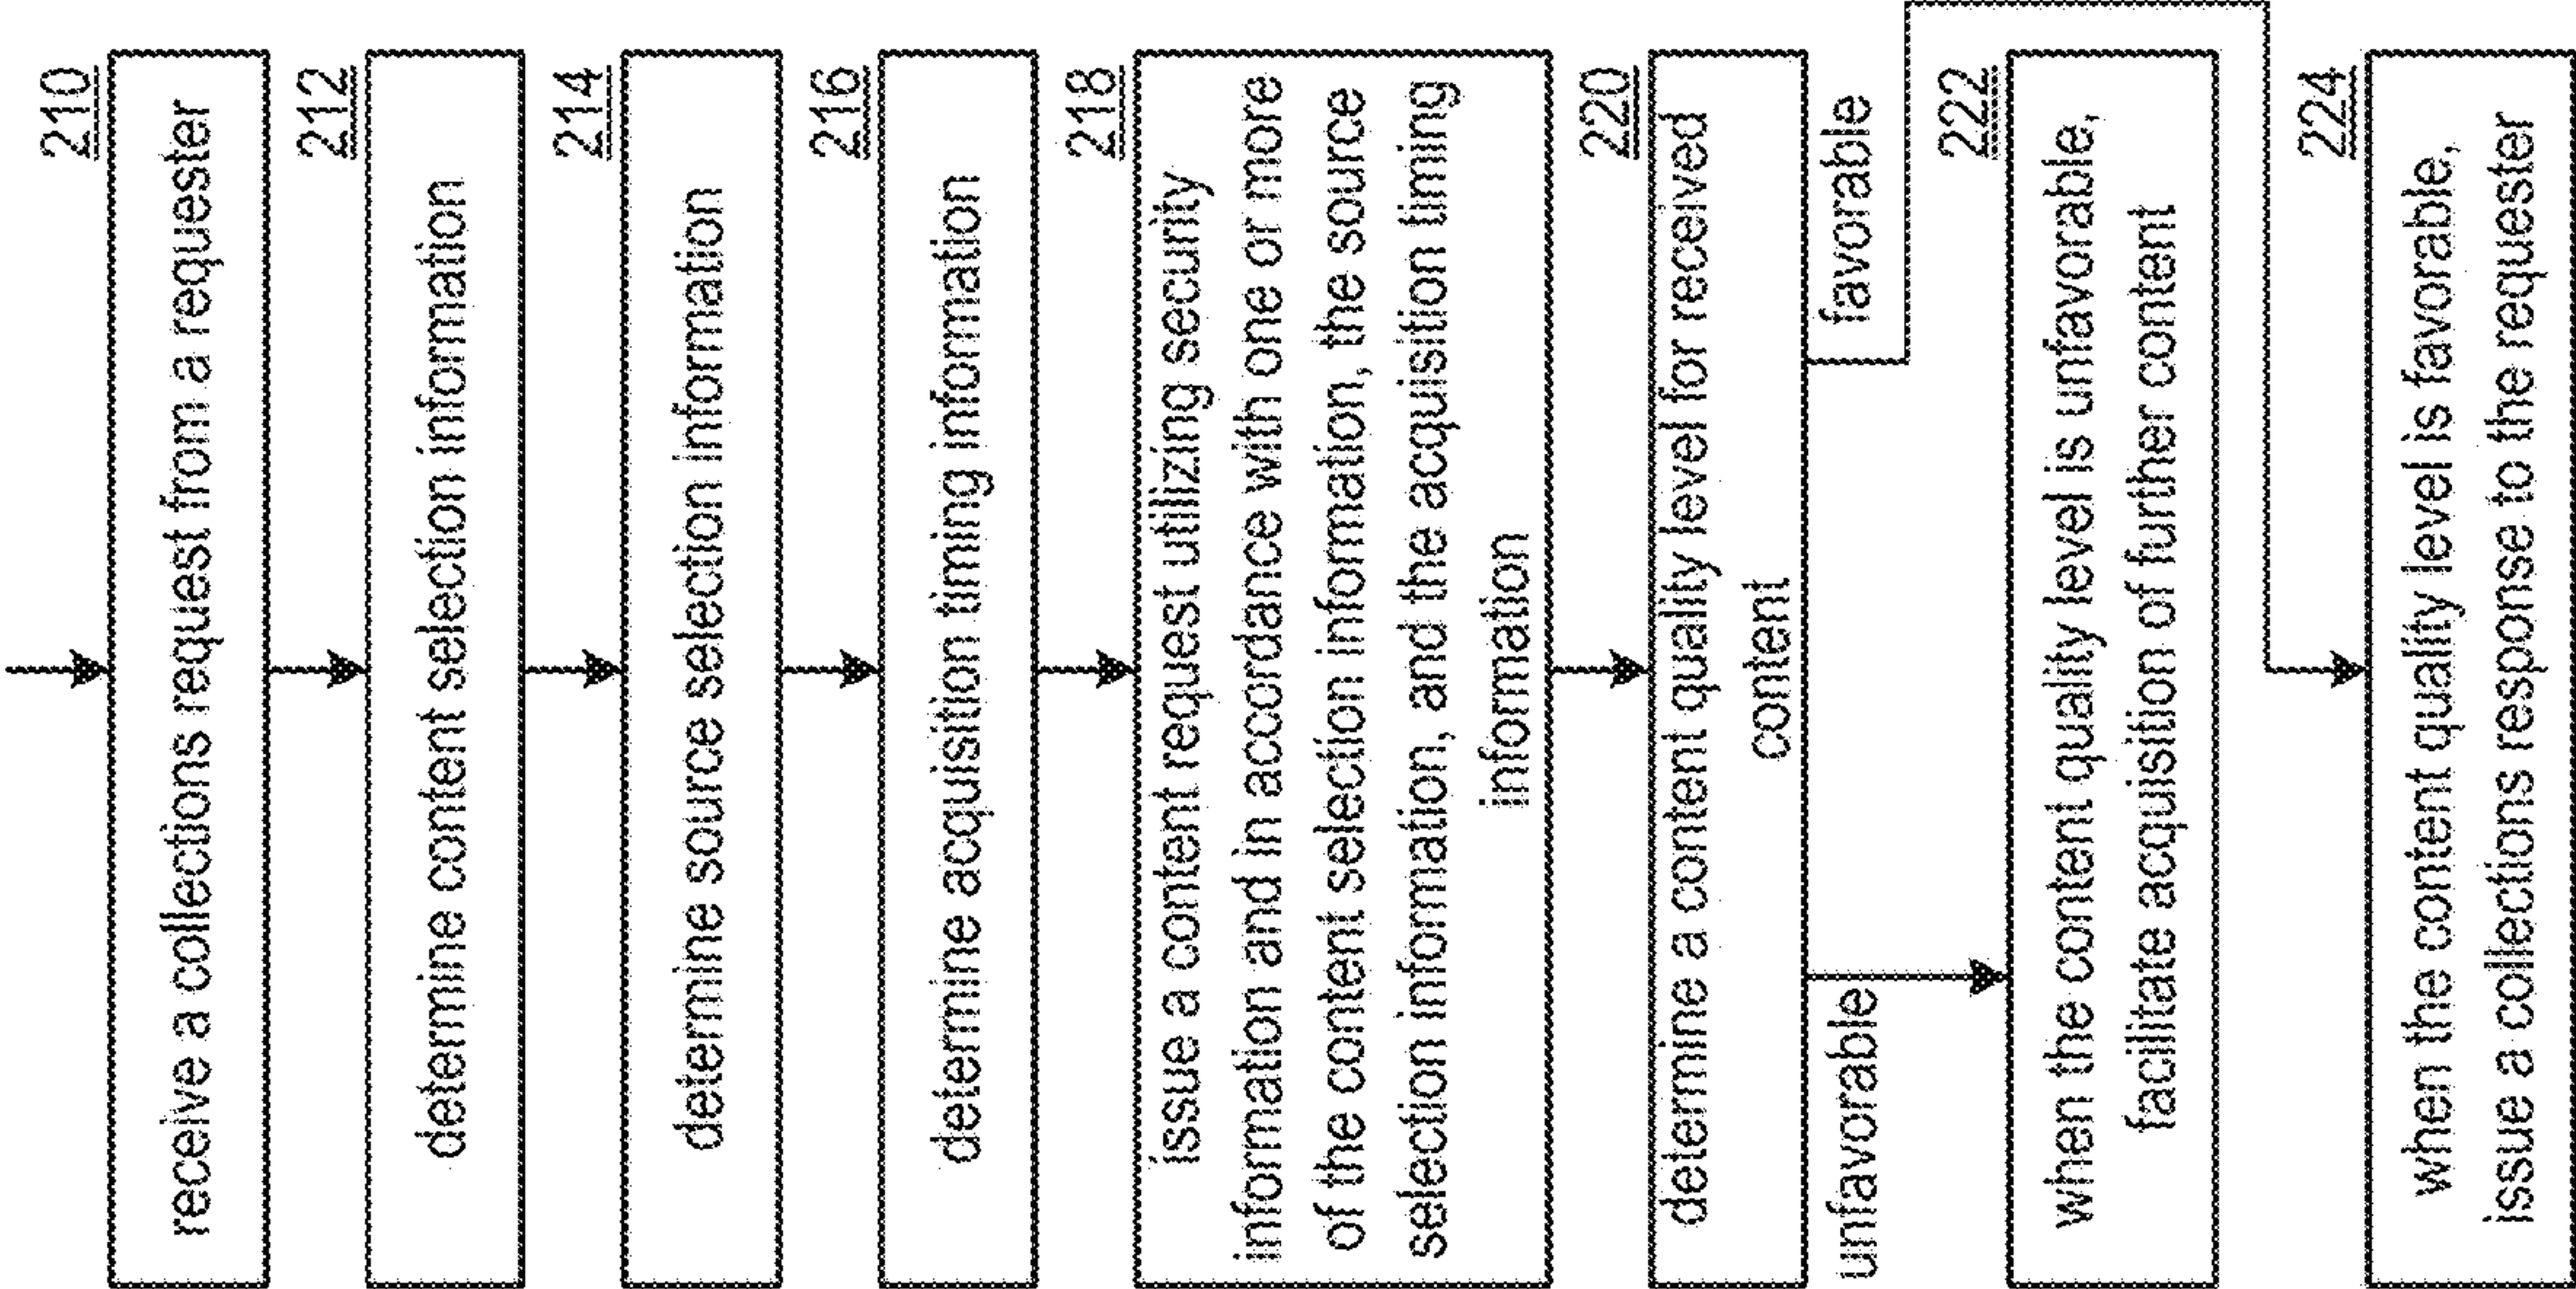 210
receive a collections request from a requester
212
determine content selection information
214
determine source selection information
216
determine acquisition timing information
218
issue a content request utilizing security
information and in accordance with one or more
of the content selection information, the source
selection information, and the acquisition timing
information
220
determine a content quality level for received
content
unfavorable
favorable
222
when the content quality level is unfavorable,
facilitate acquisition of further content
224
when the content quality level is favorable,
issue a collections response to the requester